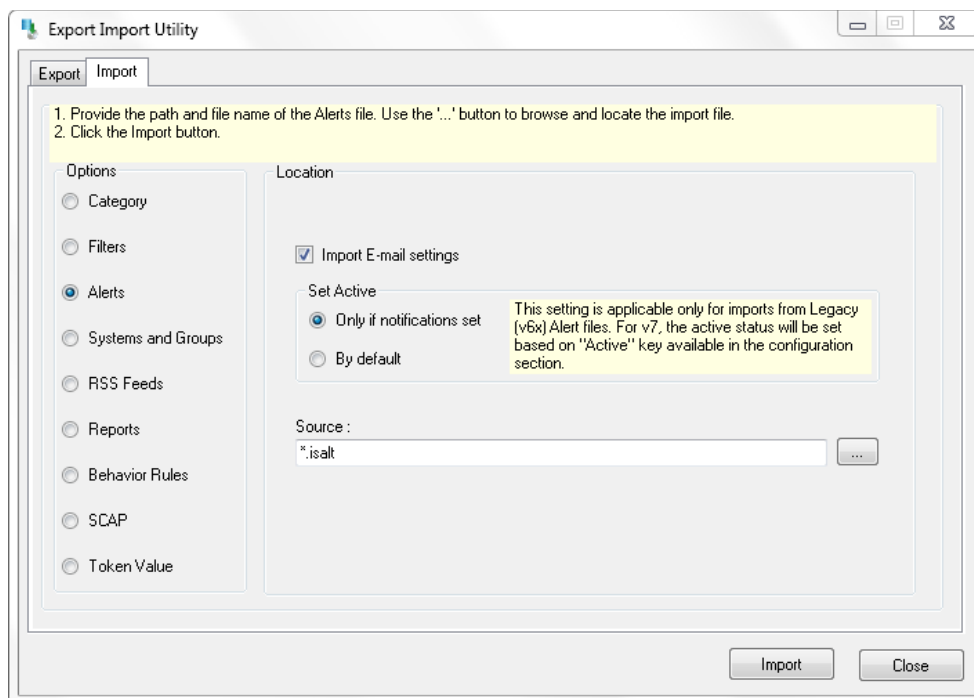 Export Import Utility
Export
Import
1. Provide the path and file name of the Alerts file. Use the '...' button to browse and locate the import file.
2. Click the Import button.
Options
Category
Filters
Alerts
Systems and Groups
RSS Feeds
Reports
Behavior Rules
SCAP
Token Value
Location
Import E-mail settings
Set Active
Only if notifications set
By default
This setting is applicable only for imports from Legacy
(v6x) Alert files. For v7, the active status will be set
based on "Active" key available in the configuration
section.
Source :
*.isalt
...
Import
Close